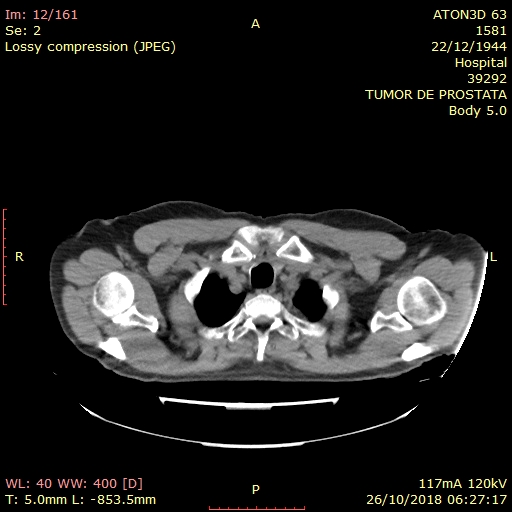 Im: 12/161
Se: 2
Lossy compression (JPEG)
A
ATON3D 63
1581
22/12/1944
Hospital
39292
TUMOR DE PROSTATA
Body 5.0
R
L
WL: 40 WW: 400 [D]
T: 5.0mm L: -853.5mm
P
117mA 120kV
26/10/2018 06:27:17